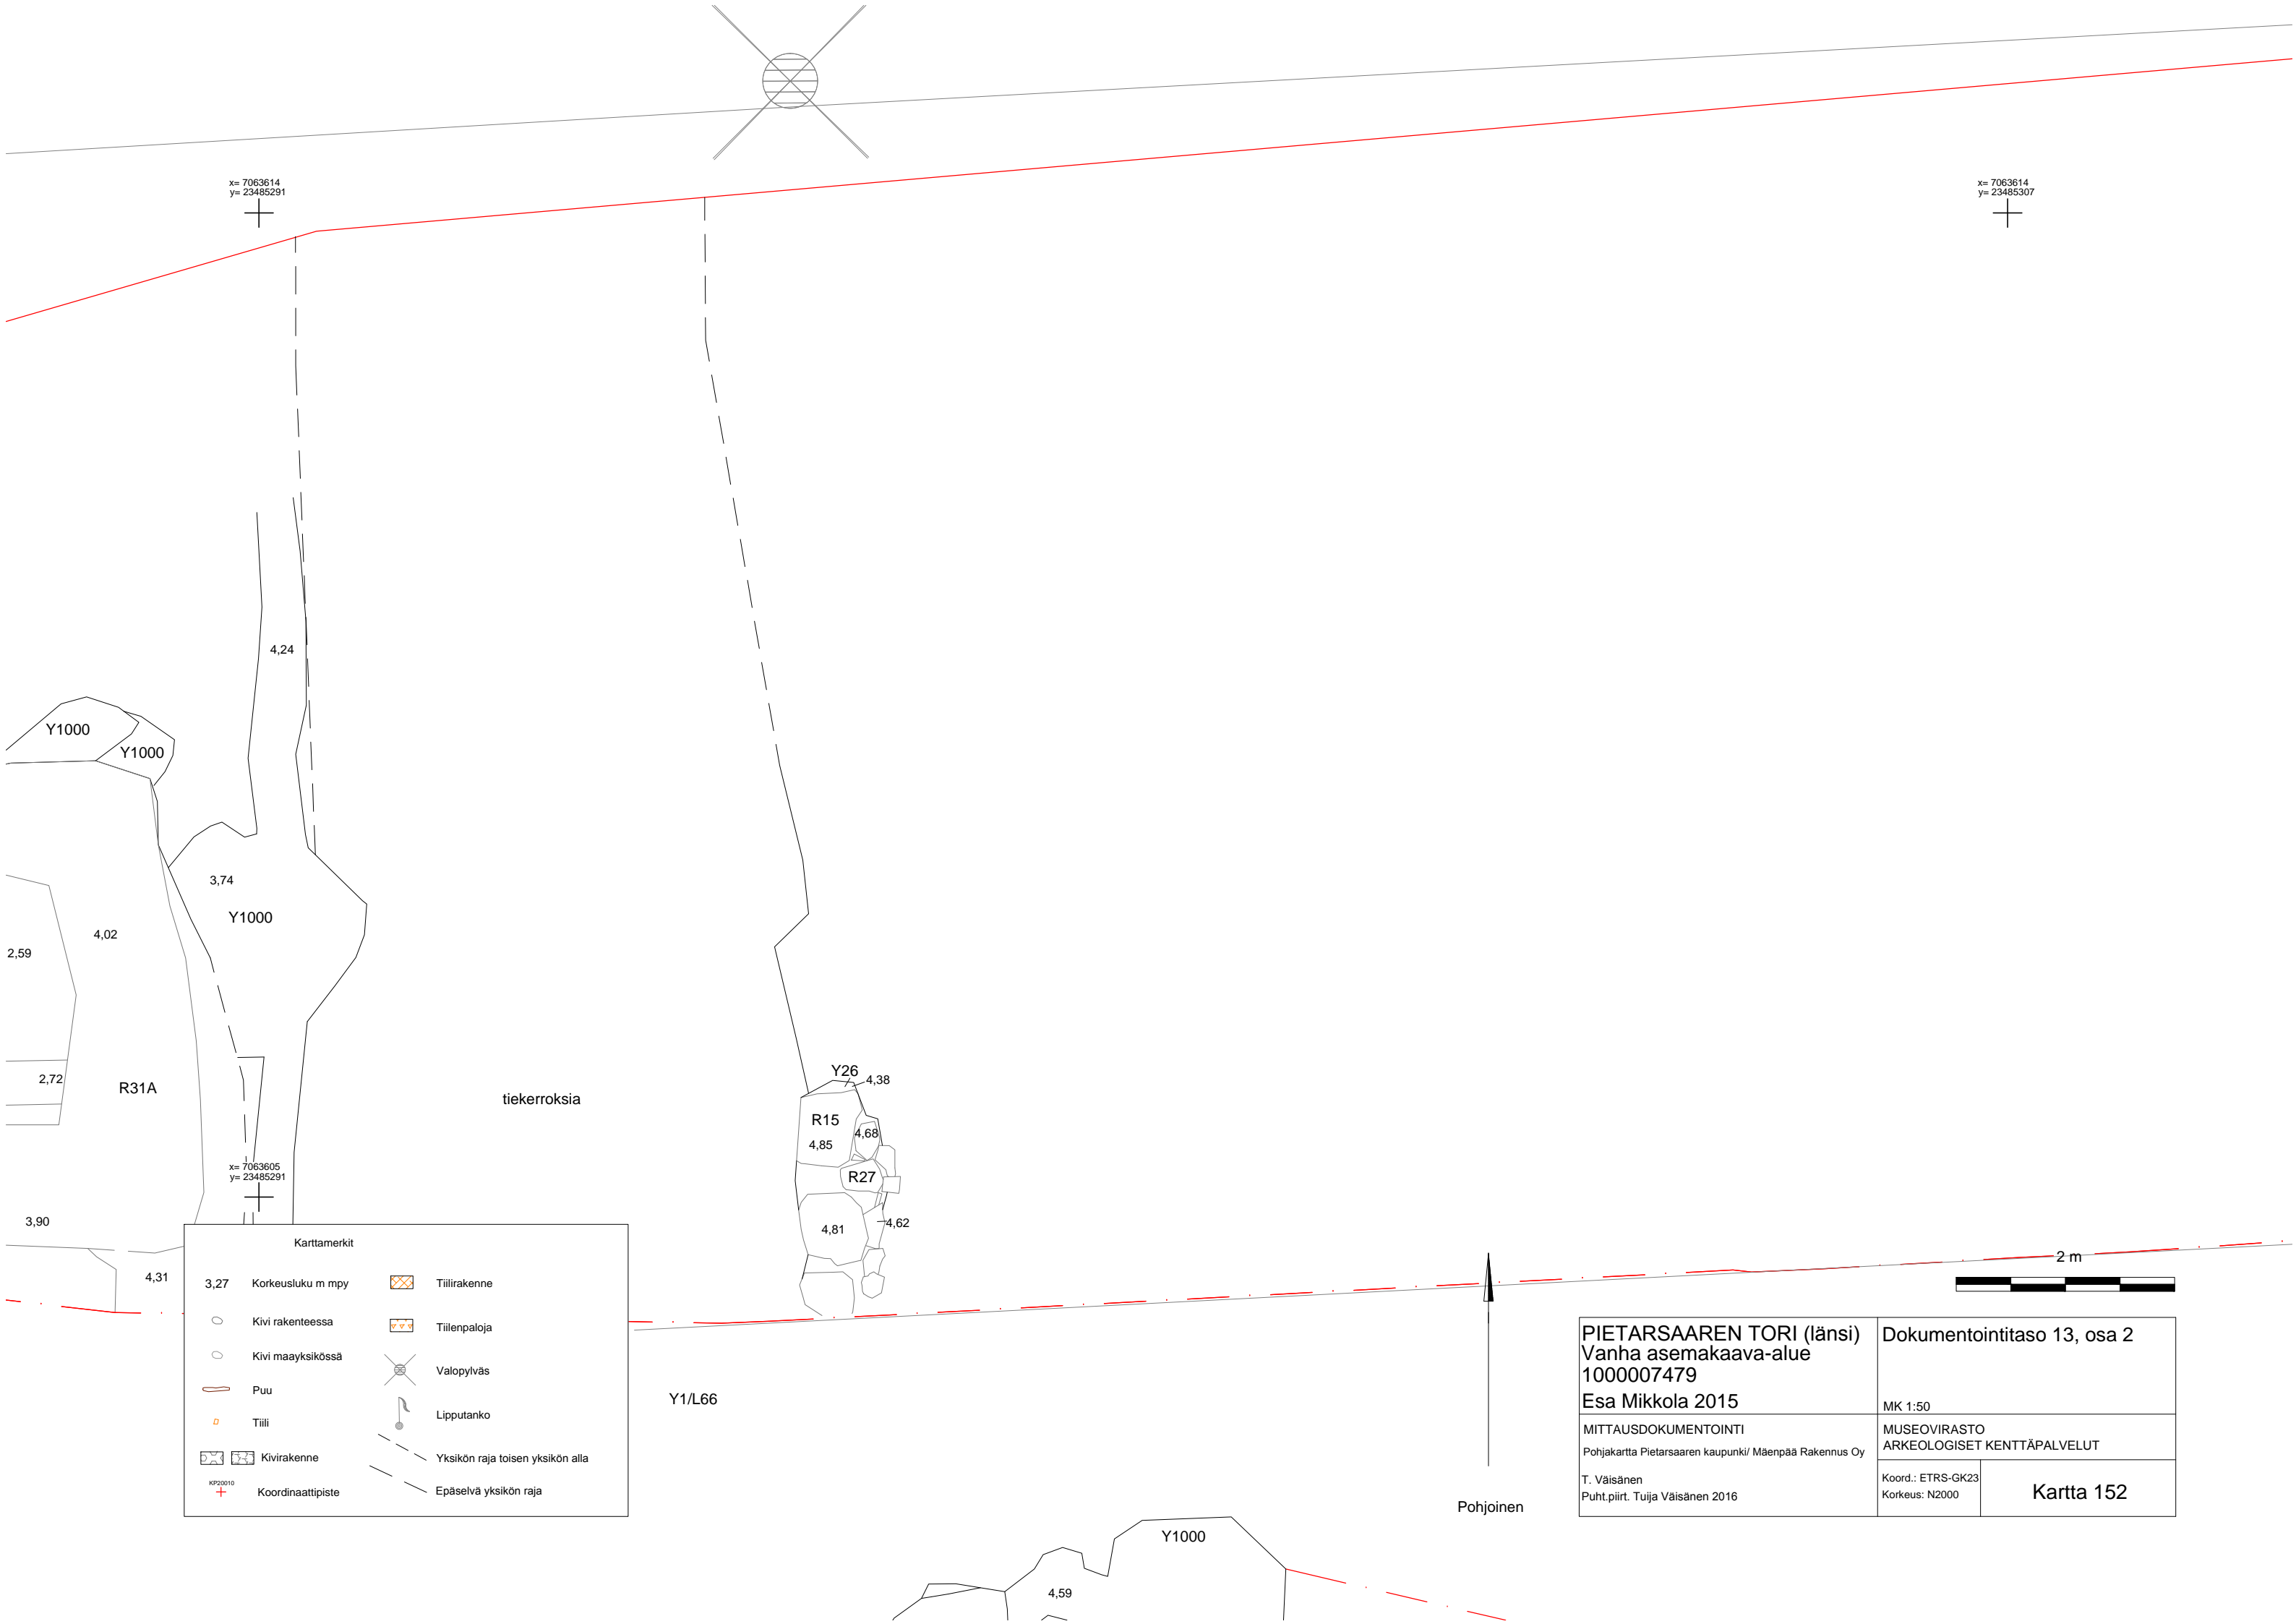 x= 7063614
y= 23485291
x= 7063614
y= 23485307
4,24
Y1000
Y1000
3,74
Y1000
4,02
2,59
2,72
R31A
tiekerroksia
Y26
4,38
R15
4,85
4,68
R27
4,81
4,62
x= 7063605
y= 23485291
3,90
4,31
Karttamerkit
3,27 Korkeusluku m mpy
Kivi rakenteessa
Kivi maayksikössä
Puu
Tiili
Kivirakenne
KP20010
Koordinaattipiste
Tiilirakenne
Tiilenpaloja
Valopylväs
Lipputanko
Yksikön raja toisen yksikön alla
Epäselvä yksikön raja
Y1/L66
Pohjoinen
2 m
PIETARSAAREN TORI (länsi)
Vanha asemakaava-alue
1000007479
Esa Mikkola 2015
Dokumentointitaso 13, osa 2
MK 1:50
MITTAUSDOKUMENTOINTI
Pohjakartta Pietarsaaren kaupunki/ Mäenpää Rakennus Oy
T. Väisänen
Puht.piirt. Tuija Väisänen 2016
MUSEOVIRASTO
ARKEOLOGISET KENTTÄPALVELUT
Koord.: ETRS-GK23
Korkeus: N2000
Kartta 152
Y1000
4,59